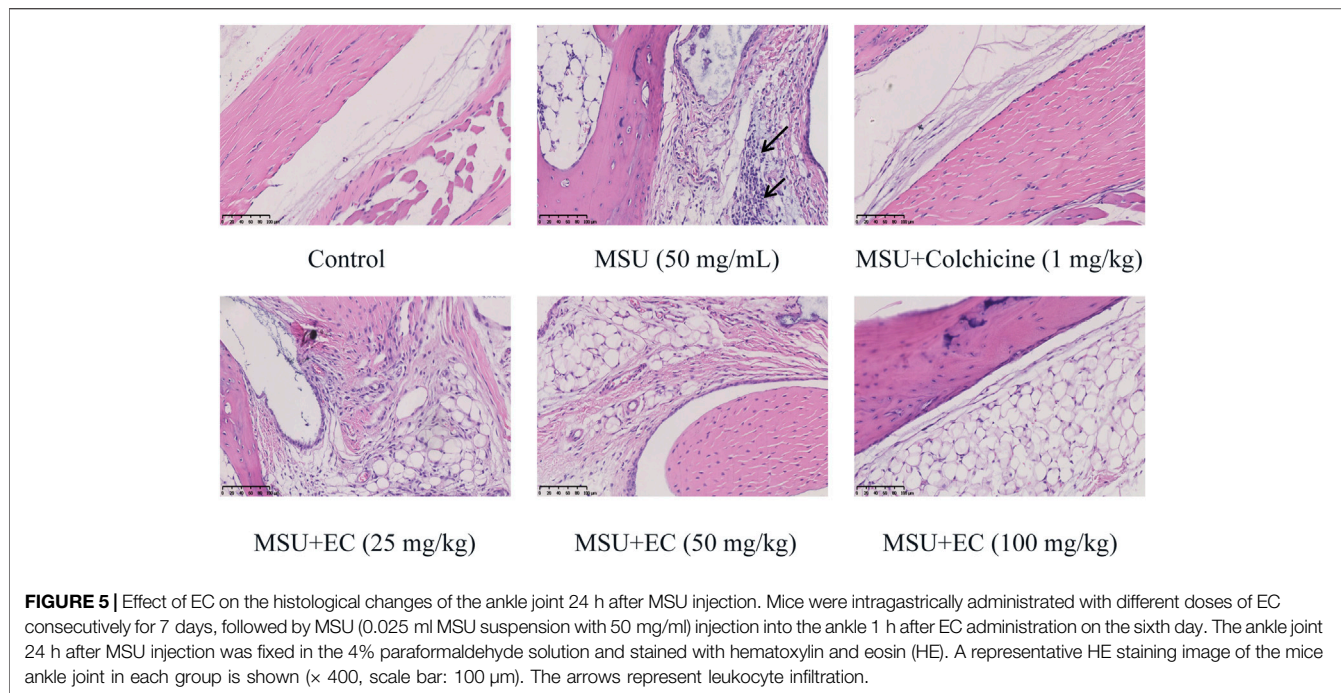 Control
MSU (50 mg/mL)
MSU+Colchicine (1 mg/kg)
MSU+EC (25 mg/kg)
MSU+EC (50 mg/kg)
MSU+EC (100 mg/kg)
FIGURE 5 | Effect of EC on the histological changes of the ankle joint 24 h after MSU injection. Mice were intragastrically administrated with different doses of EC
consecutively for 7 days, followed by MSU (0.025 ml MSU suspension with 50 mg/ml) injection into the ankle 1 h after EC administration on the sixth day. The ankle joint
24 h after MSU injection was fixed in the 4% paraformaldehyde solution and stained with hematoxylin and eosin (HE). A representative HE staining image of the mice
ankle joint in each group is shown (× 400, scale bar: 100 μm). The arrows represent leukocyte infiltration.